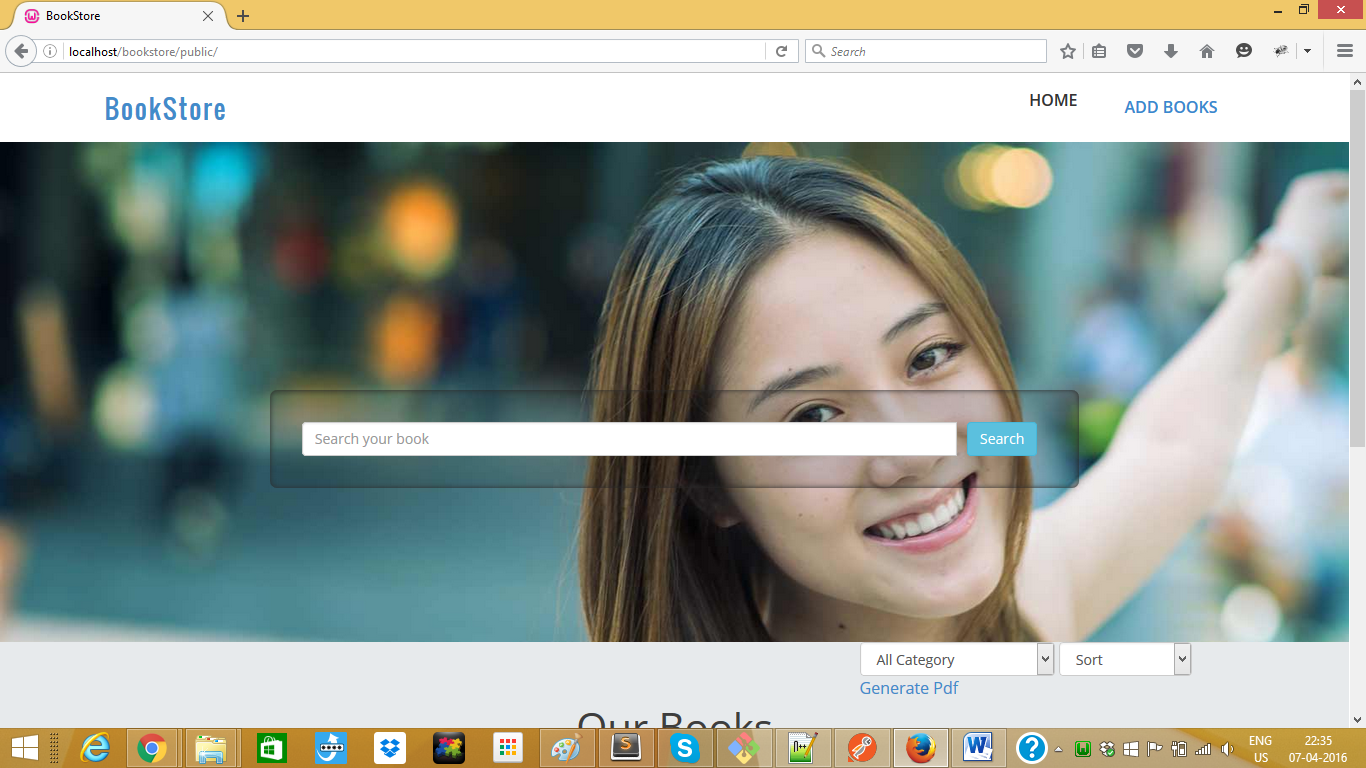 BookStore
localhost/bookstore/public/
Search
BookStore
HOME
ADD BOOKS
Search your book
Search
All Category
Sort
Generate Pdf
Our Books
ENG
US
22:35
07-04-2016